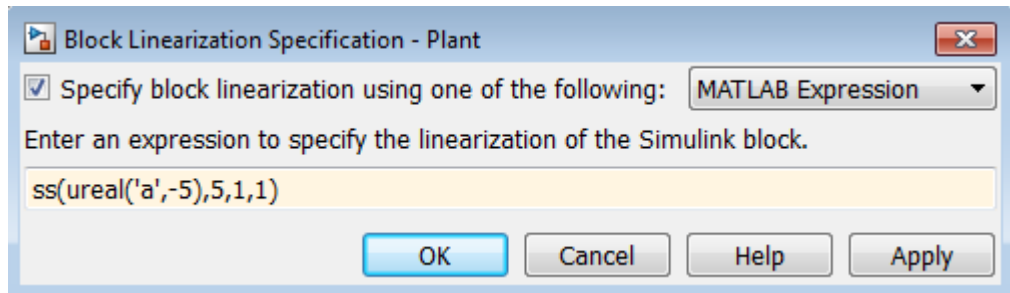 Block Linearization Specification - Plant
Specify block linearization using one of the following: MATLAB Expression
Enter an expression to specify the linearization of the Simulink block.
ss(ureal('a',-5),5,1,1)
OK Cancel Help Apply